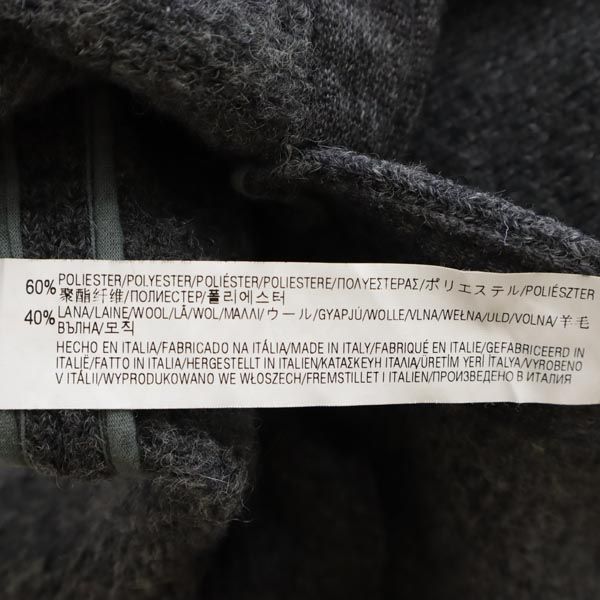 60% POLIESTER/POLYESTER/POLIÉSTER/POLIESTERE/ΠΟΛΥΕΣΤΕΡΑΣ/ポリエステル/POLIÉSZTER
聚酯纤维/ПОЛИЕСТЕР/폴리에스터
40% LANA/LAINE/WOOL/LÃ/WOL/ΜΑΛΛΙ/ウール/GYAPJÚ/WOLLE/VLNA/WEŁNA/ULD/VOLNA/羊毛
ВЪЛНА/모직
HECHO EN ITALIA/FABRICADO NA ITÁLIA/MADE IN ITALY/FABRIQUÉ EN ITALIE/GEFABRICEERD IN
ITALIË/FATTO IN ITALIA/HERGESTELLT IN ITALIEN/ΚΑΤΑΣΚΕΥΗ ΙΤΑΛΙΑ/ÜRETİM YERİ İTALYA/VYROBENO
V ITÁLII/WYPRODUKOWANO WE WŁOSZECH/FREMSTILLET I ITALIEN/ПРОИЗВЕДЕНО В ИТАЛИЯ